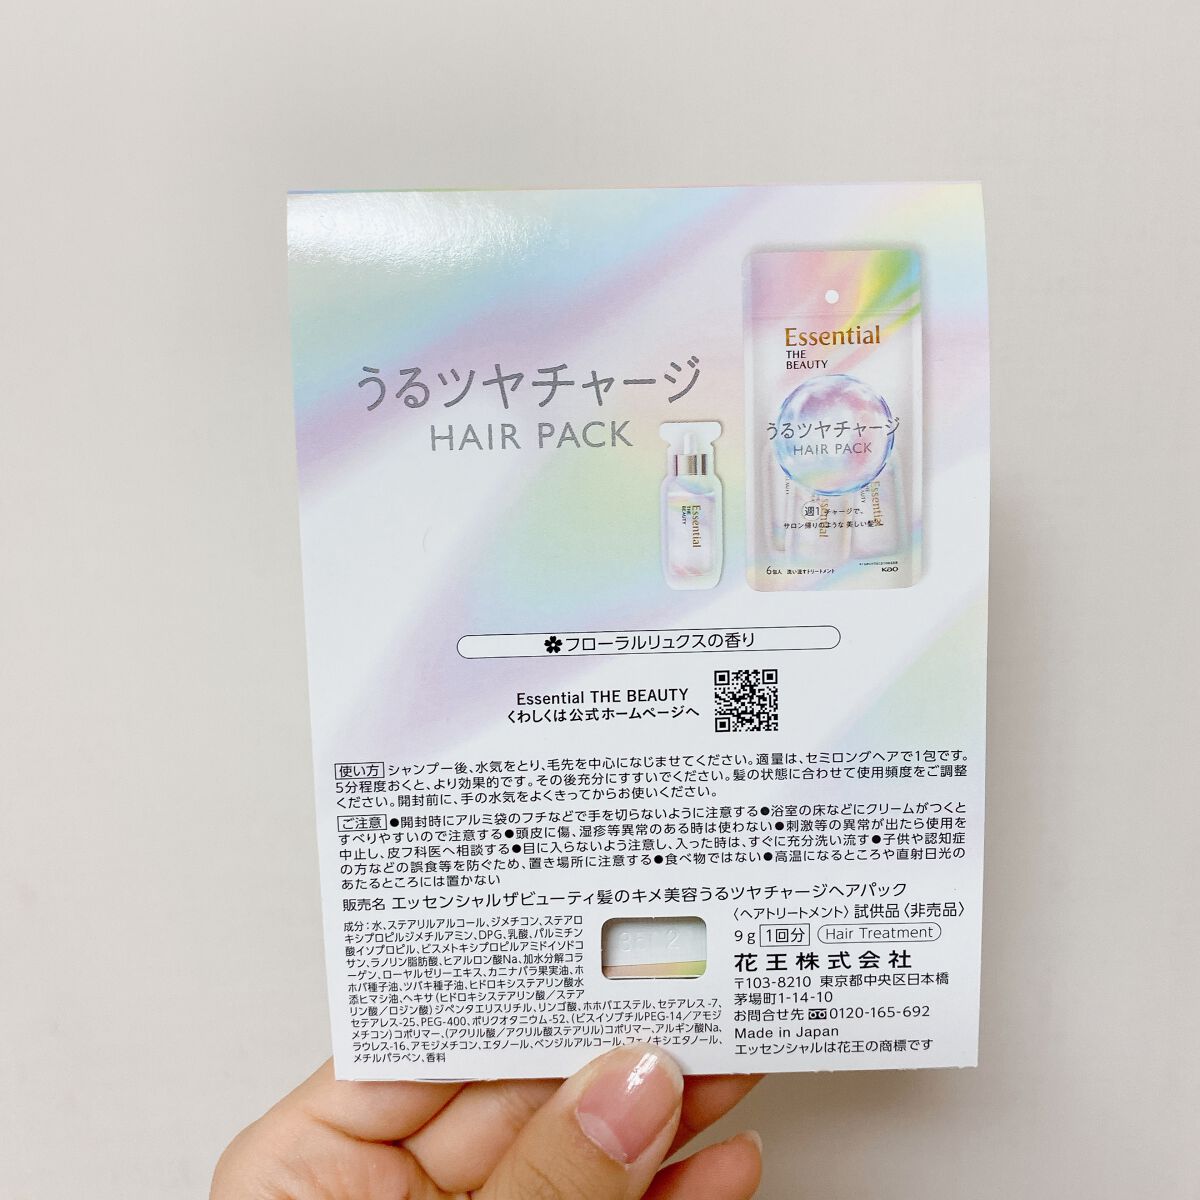 うるツヤチャージ
HAIR PACK
Essential
THE
BEAUTY
うるツヤチャージ
HAIR PACK
週1チャージで、
サロン帰りのような 美しい髪へ
6包入 洗い流すトリートメント
Kao
Essential
THE
BEAUTY
フローラルリュクスの香り
Essential THE BEAUTY
くわしくは公式ホームページへ
使い方 シャンプー後、水気をとり、毛先を中心になじませてください。適量は、セミロングヘアで1包です。
5分程度おくと、より効果的です。その後充分にすすいでください。髪の状態に合わせて使用頻度をご調整
ください。開封前に、手の水気をよくきってからお使いください。
ご注意 ●開封時にアルミ袋のフチなどで手を切らないように注意する●浴室の床などにクリームがつくと
すべりやすいので注意する●頭皮に傷、湿疹等異常のある時は使わない●刺激等の異常が出たら使用を
中止し、皮フ科医へ相談する●目に入らないよう注意し、入った時は、すぐに充分洗い流す●子供や認知症
の方などの誤食等を防ぐため、置き場所に注意する●食べ物ではない●高温になるところや直射日光の
あたるところには置かない
販売名 エッセンシャルザビューティ髪のキメ美容うるツヤチャージヘアパック
成分:水、ステアリルアルコール、ジメチコン、ステアロ
キシプロピルジメチルアミン、DPG、乳酸、パルミチン
酸イソプロピル、ビスメトキシプロピルアミドイソドコ
サン、ラノリン脂肪酸、ヒアルロン酸Na、加水分解コラ
ーゲン、ローヤルゼリーエキス、カニナバラ果実油、ホ
ホバ種子油、ツバキ種子油、ヒドロキシステアリン酸水
添ヒマシ油、ヘキサ(ヒドロキシステアリン酸/ステア
リン酸/ロジン酸)ジペンタエリスリチル、リンゴ酸、ホホバエステル、セテアレス-7、
セテアレス-25、PEG-400、ポリクオタニウム-52、(ビスイソブチルPEG-14/アモジ
メチコン)コポリマー、(アクリル酸/アクリル酸ステアリル)コポリマー、アルギン酸Na、
ラウレス-16、アモジメチコン、エタノール、ベンジルアルコール、フェノキシエタノール、
メチルパラベン、香料
〈ヘアトリートメント〉試供品〈非売品〉
9g 1回分 Hair Treatment
花王株式会社
〒103-8210 東京都中央区日本橋
茅場町1-14-10
お問合せ先 0120-165-692
Made in Japan
エッセンシャルは花王の商標です